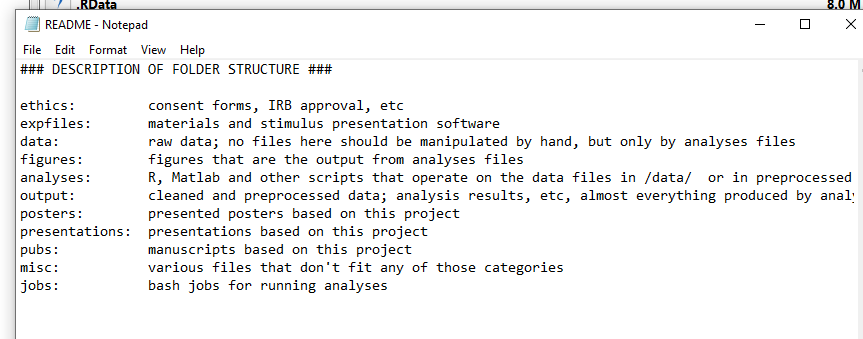 .RData 8.0 M
README - Notepad
File Edit Format View Help
### DESCRIPTION OF FOLDER STRUCTURE ###
ethics: consent forms, IRB approval, etc
expfiles: materials and stimulus presentation software
data: raw data; no files here should be manipulated by hand, but only by analyses files
figures: figures that are the output from analyses files
analyses: R, Matlab and other scripts that operate on the data files in /data/ or in preprocessed
output: cleaned and preprocessed data; analysis results, etc, almost everything produced by
posters: presented posters based on this project
presentations: presentations based on this project
pubs: manuscripts based on this project
misc: various files that don't fit any of those categories
jobs: bash jobs for running analyses